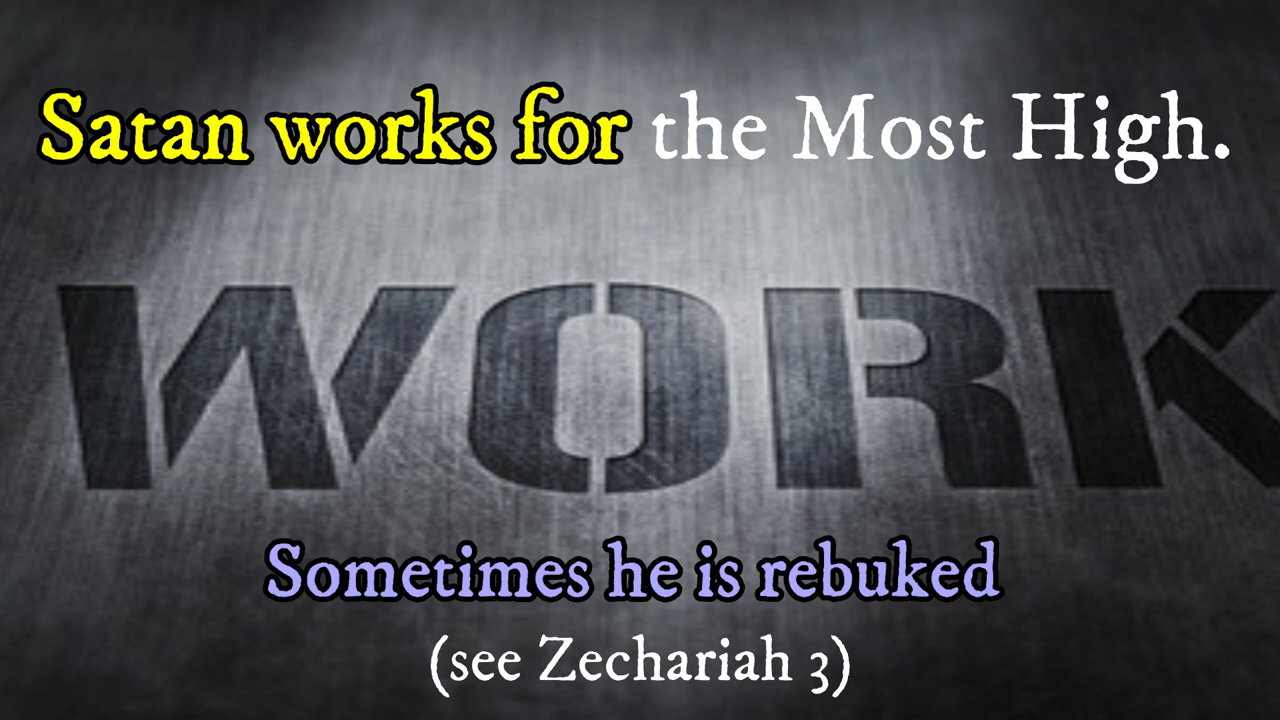 Satan works for the Most High.
WORK
Sometimes he is rebuked
(see Zechariah 3)